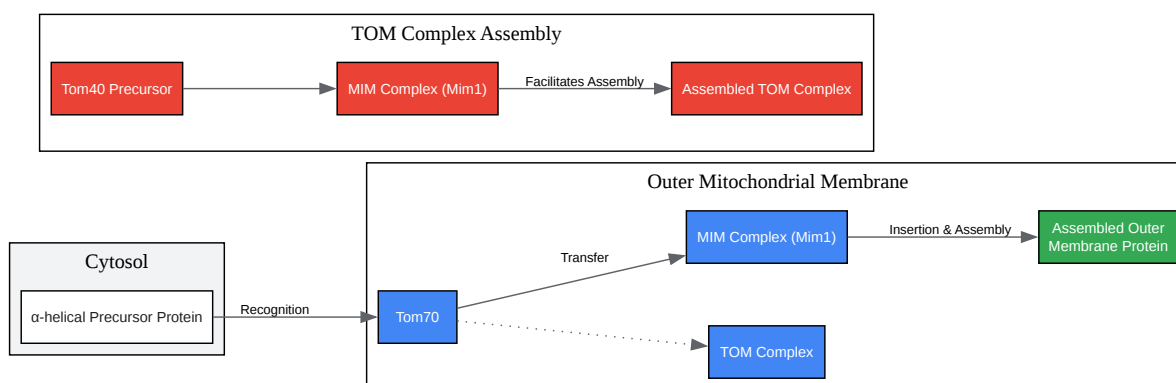 TOM Complex Assembly
Tom40 Precursor
MIM Complex (Mim1)
Facilitates Assembly
Assembled TOM Complex
Outer Mitochondrial Membrane
Cytosol
α-helical Precursor Protein
Recognition
Tom70
Transfer
MIM Complex (Mim1)
Insertion & Assembly
Assembled Outer
Membrane Protein
TOM Complex